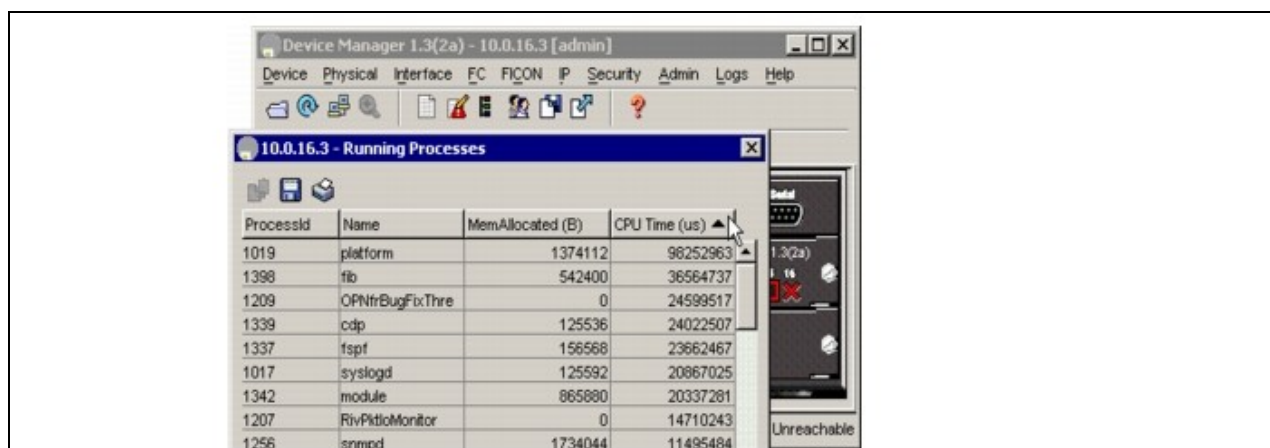 Device Manager 1.3(2a) - 10.0.16.3 [admin]
Device Physical Interface FC FICON IP Security Admin Logs Help
10.0.16.3 - Running Processes
ProcessId Name MemAllocated (B) CPU Time (us)
1019 platform 1374112 98252963
1398 fib 542400 36564737
1209 OPNfrBugFixThre 0 24599517
1339 cdp 125536 24022507
1337 fspf 156568 23662467
1017 syslogd 125592 20867025
1342 module 865880 20337281
1207 RivPktIoMonitor 0 14710243
1256 snmpd 1734044 11495484
Serial
1.3(2a)
16
Unreachable